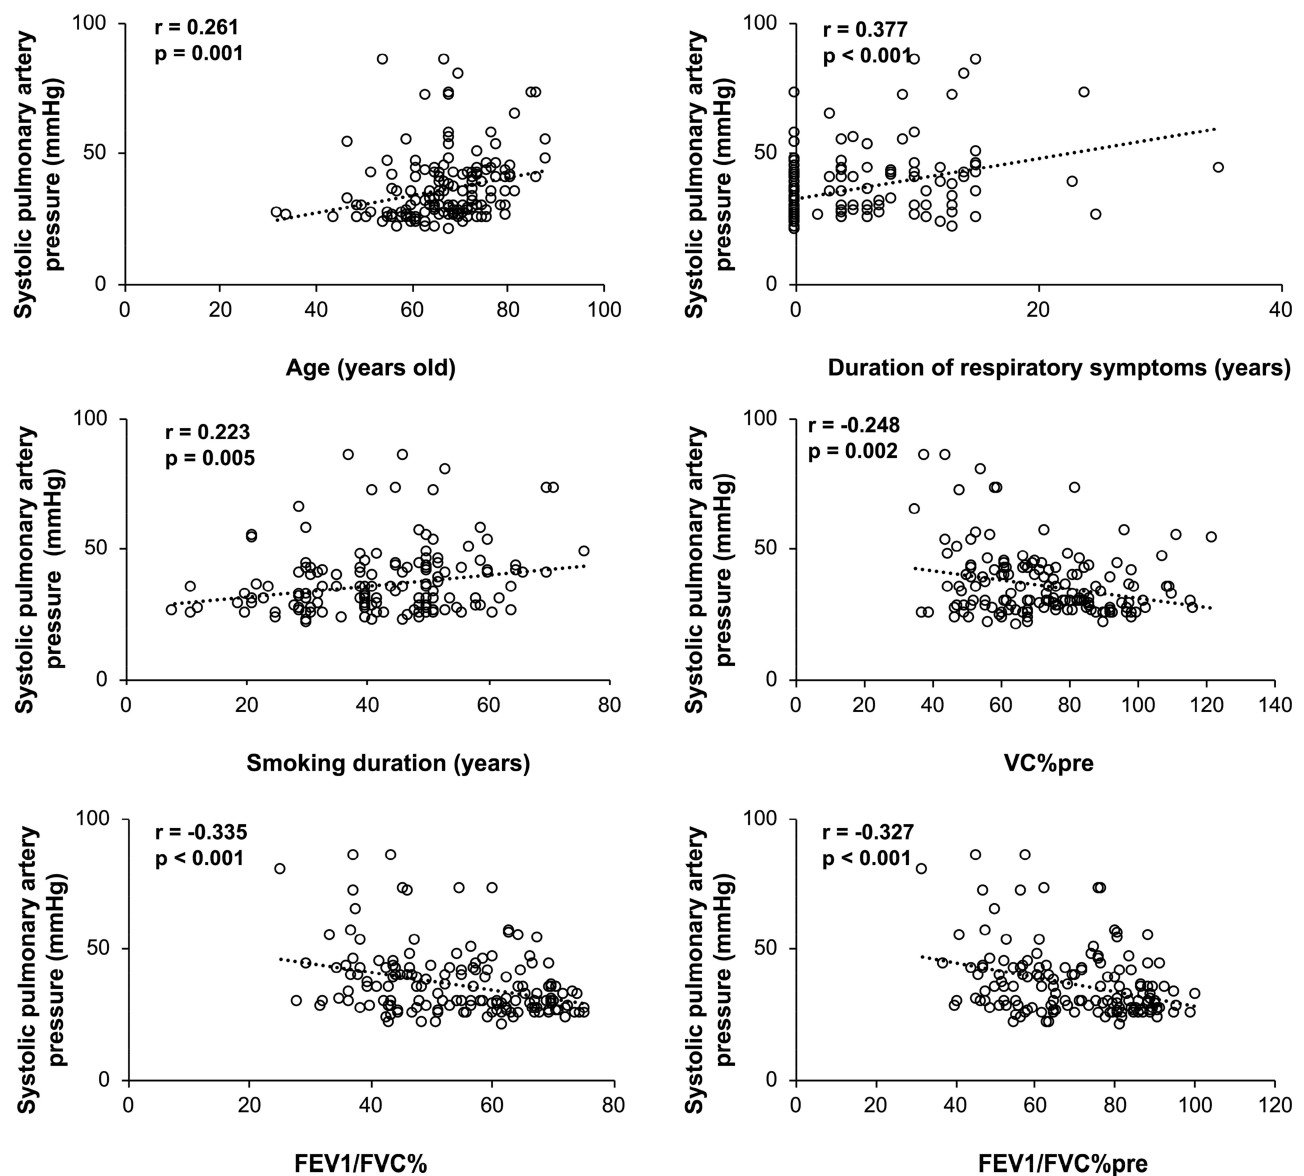 100
50
0
Systolic pulmonary artery
pressure (mmHg)
r = 0.261
p = 0.001
0 20 40 60 80 100
Age (years old)
100
50
0
Systolic pulmonary artery
pressure (mmHg)
r = 0.377
p < 0.001
0 20 40
Duration of respiratory symptoms (years)
100
50
0
Systolic pulmonary artery
pressure (mmHg)
r = 0.223
p = 0.005
0 20 40 60 80
Smoking duration (years)
100
50
0
Systolic pulmonary artery
pressure (mmHg)
r = -0.248
p = 0.002
0 20 40 60 80 100 120 140
VC%pre
100
50
0
Systolic pulmonary artery
pressure (mmHg)
r = -0.335
p < 0.001
0 20 40 60 80
FEV1/FVC%
100
50
0
Systolic pulmonary artery
pressure (mmHg)
r = -0.327
p < 0.001
0 20 40 60 80 100 120
FEV1/FVC%pre